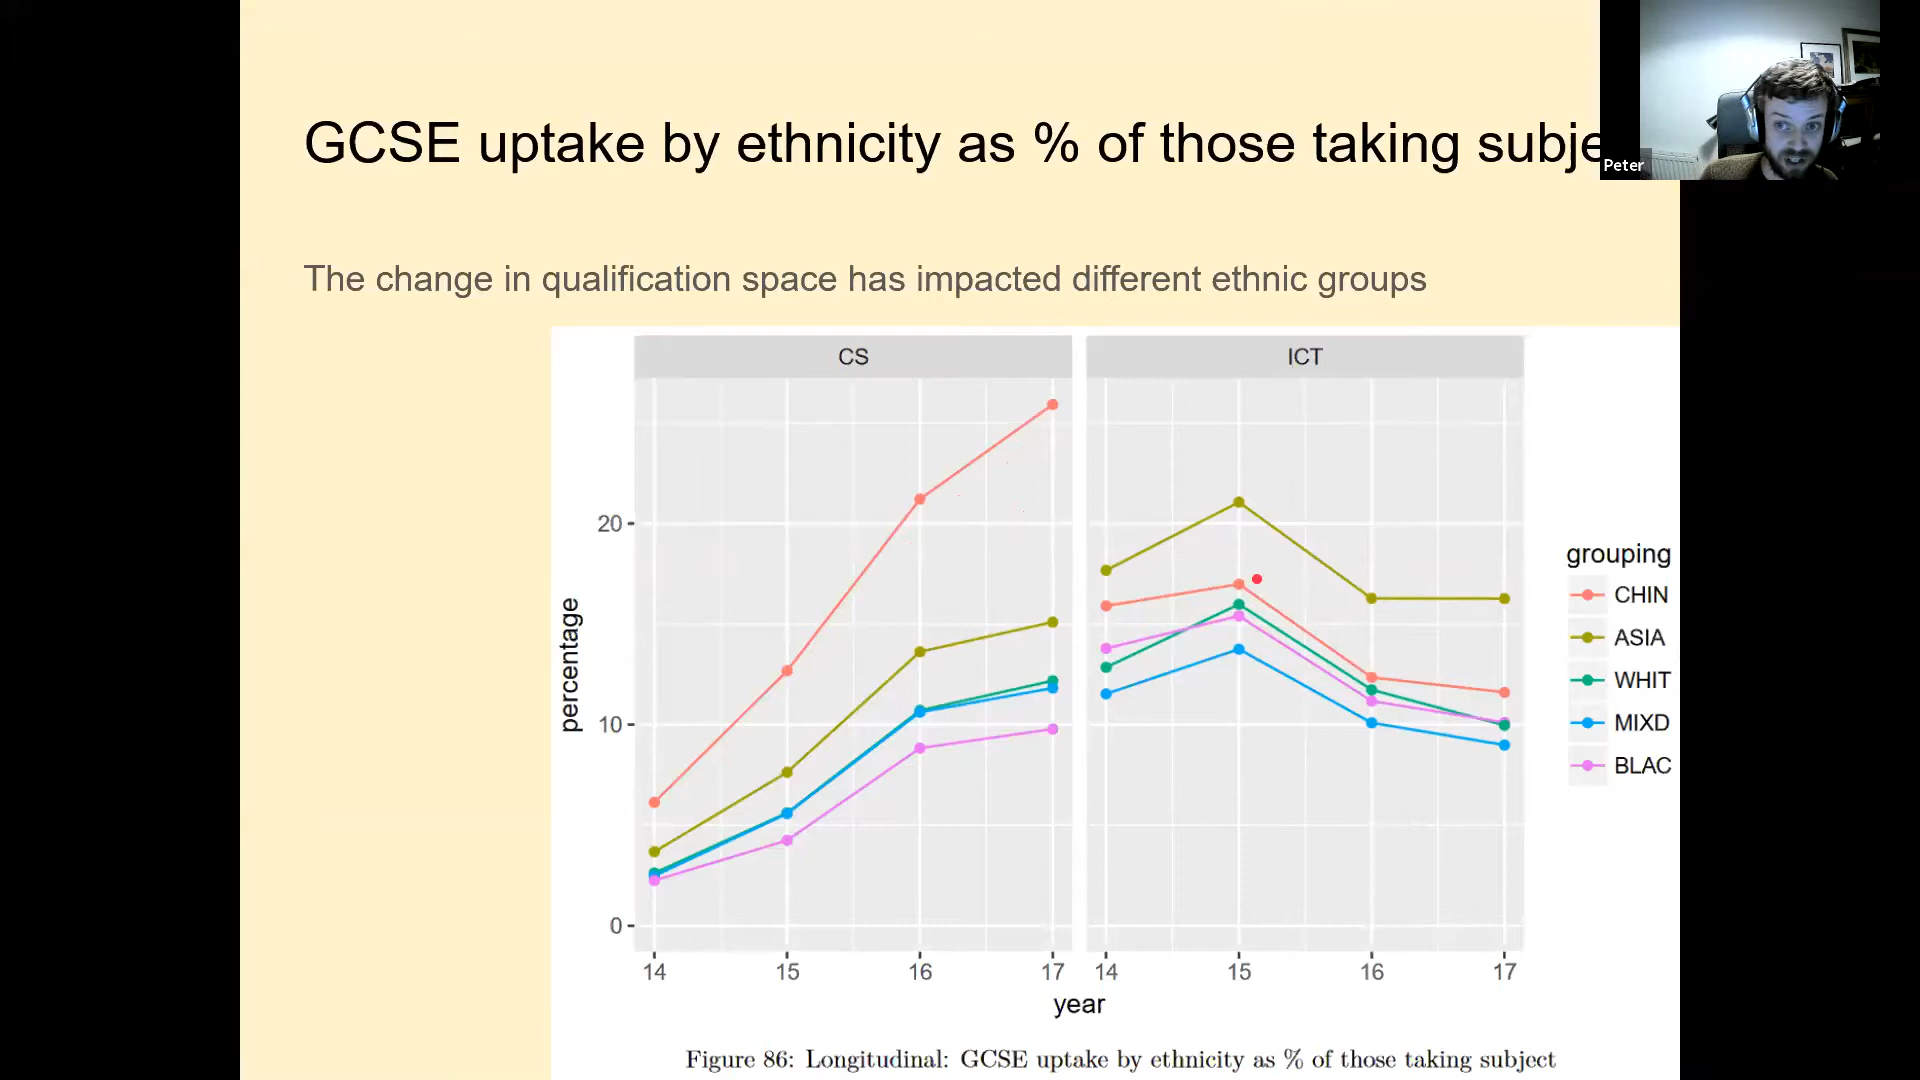 GCSE uptake by ethnicity as % of those taking subje
Peter
The change in qualification space has impacted different ethnic groups
CS
ICT
percentage
20
10
0
14
15
16
17
14
15
16
17
year
grouping
CHIN
ASIA
WHIT
MIXD
BLAC
Figure 86: Longitudinal: GCSE uptake by ethnicity as % of those taking subject